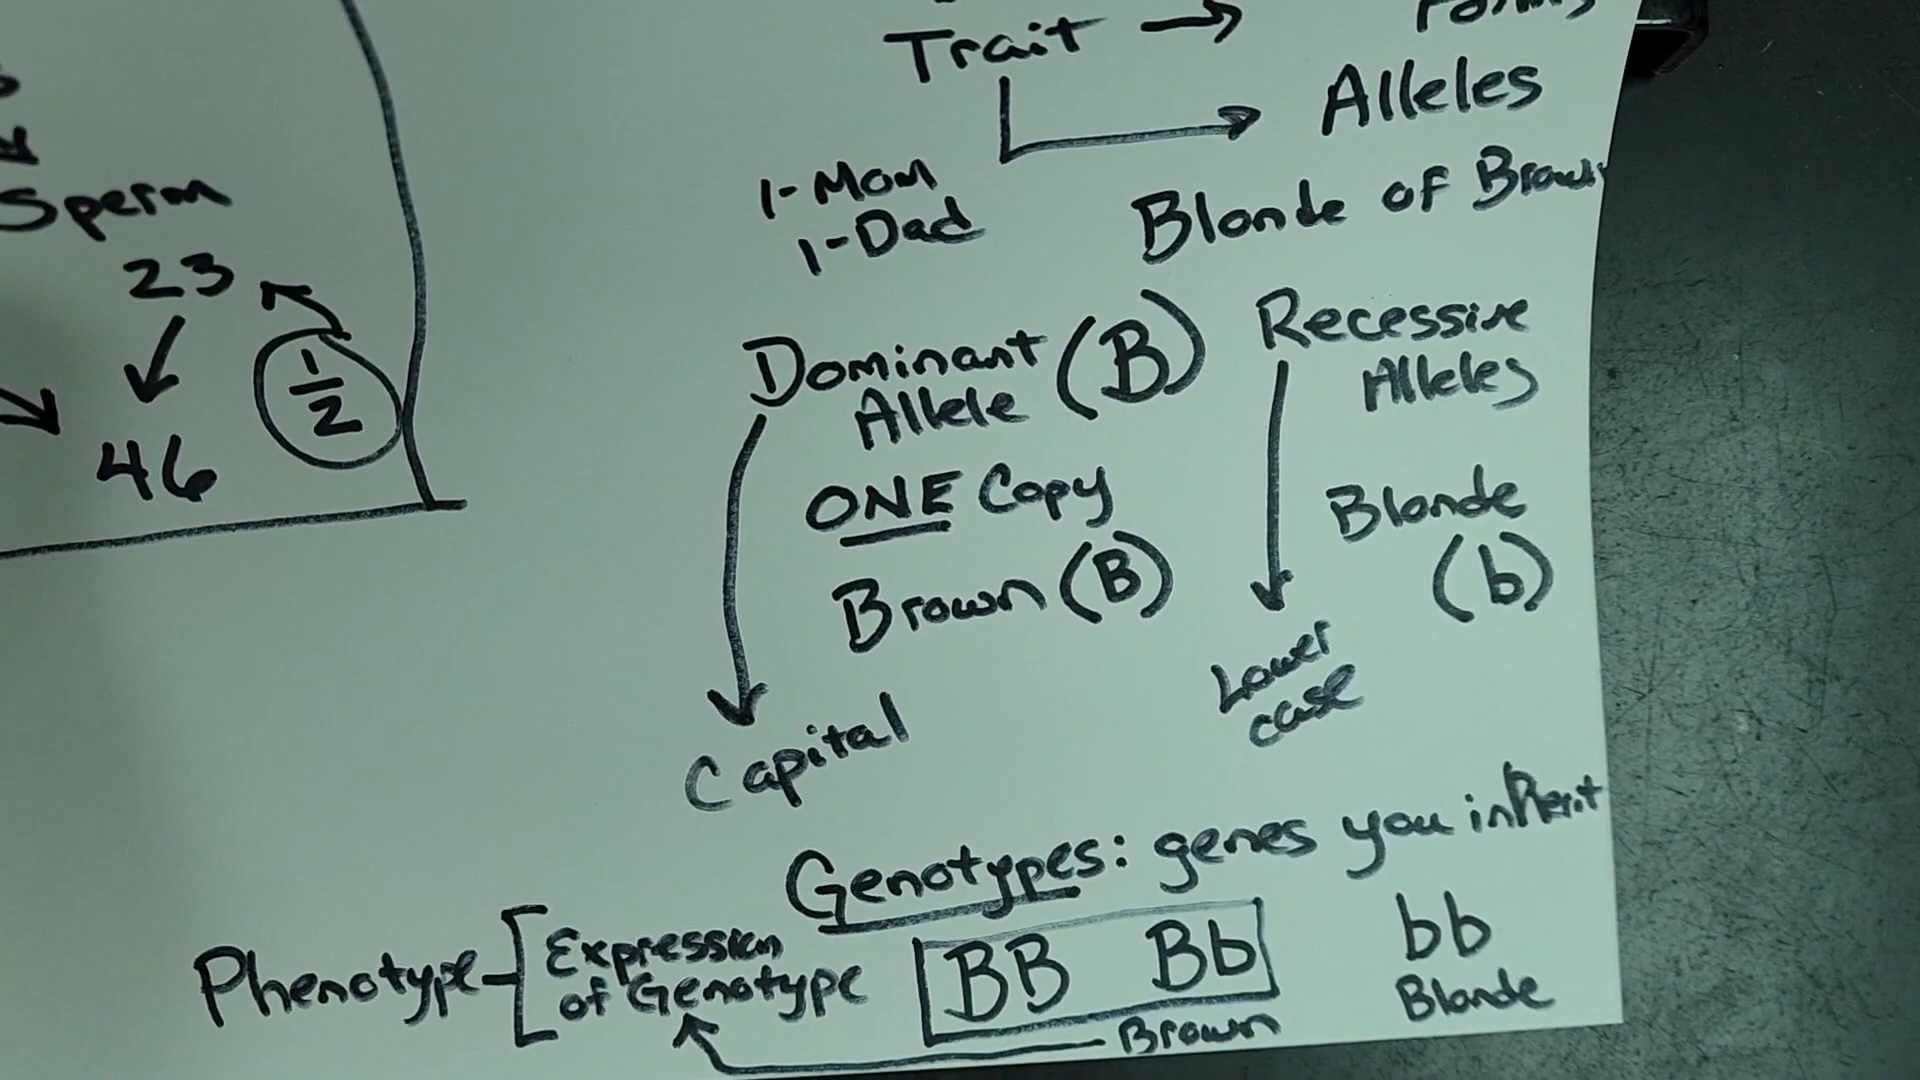 Trait →
Alleles
1-Mom
1-Dad
Blonde of Brown
Sperm
23
1/2
46
Dominant Allele (B)
ONE Copy
Brown (B)
Capital
Recessive Alleles
Blonde
(b)
Lower case
Genotypes: genes you inherit
Phenotype
Expression of Genotype
BB Bb
Brown
bb
Blonde